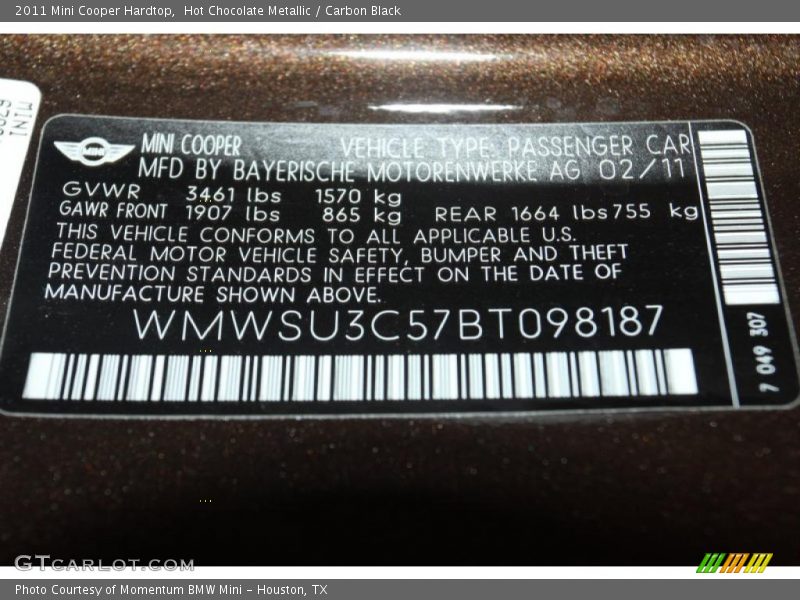 2011 Mini Cooper Hardtop,  Hot Chocolate Metallic / Carbon Black
MINI
MINI
MINI COOPER VEHICLE TYPE PASSENGER CAR
MFD BY BAYERISCHE MOTORENWERKE AG 02/11
GVWR 3461 lbs 1570 kg
GAWR FRONT 1907 lbs 865 kg REAR 1664 lbs 755 kg
THIS VEHICLE CONFORMS TO ALL APPLICABLE U.S.
FEDERAL MOTOR VEHICLE SAFETY, BUMPER AND THEFT
PREVENTION STANDARDS IN EFFECT ON THE DATE OF
MANUFACTURE SHOWN ABOVE.
WMWSU3C57BT098187
7 049 307
GTCARLOT.COM
Photo Courtesy of Momentum BMW Mini – Houston, TX